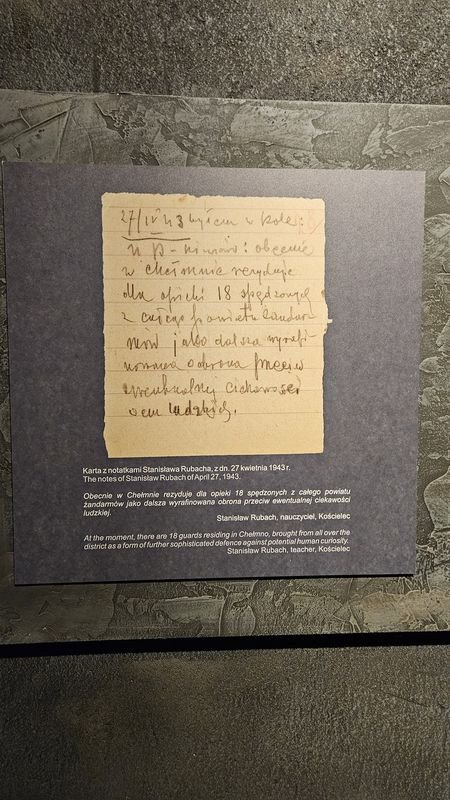 27/IV 43 byłem w Kole:
u p-
obecnie
w chełmnie rezyduje
dla opieki 18 spędzonych
z całego powiatu żandar
mów jako dalsza wyrafi
nowana obrona przeciw
ewentualnej ciekawości
ludzkich.
Karta z notatkami Stanisława Rubacha, z dn. 27 kwietnia 1943 r.
The notes of Stanisław Rubach of April 27, 1943.
Obecnie w Chełmnie rezyduje dla opieki 18 spędzonych z całego powiatu
żandarmów jako dalsza wyrafinowana obrona przeciw ewentualnej ciekawości
ludzkiej.
Stanisław Rubach, nauczyciel, Kościelec
At the moment, there are 18 guards residing in Chełmno, brought from all over the
district as a form of further sophisticated defence against potential human curiosity.
Stanisław Rubach, teacher, Kościelec